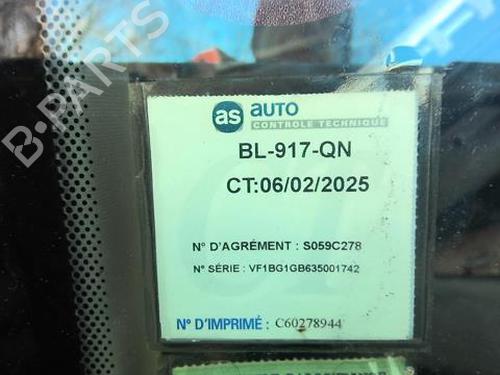 B-PARTS
as AUTO
CONTROLE TECHNIQUE
BL-917-QN
CT:06/02/2025
N° D'AGRÉMENT : S059C278
N° SÉRIE : VF1BG1GB635001742
N° D'IMPRIMÉ : C60278944